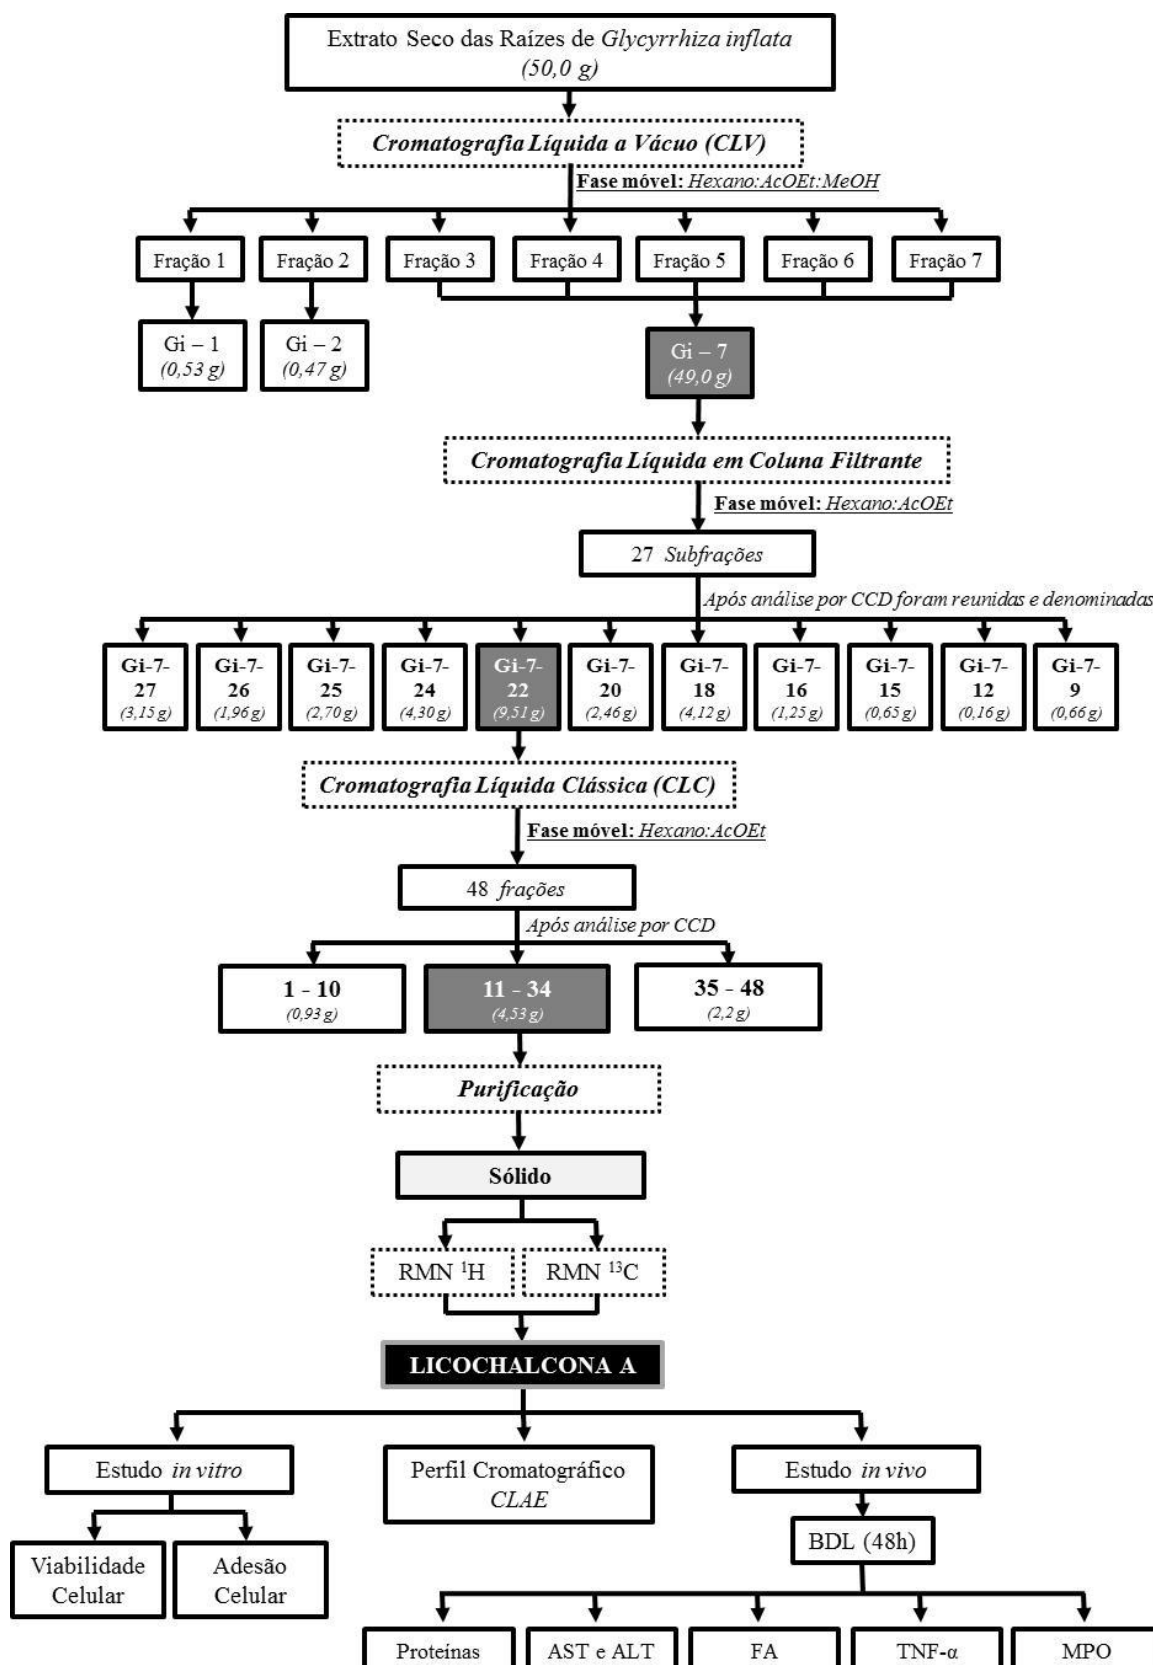 Extrato Seco das Raízes de Glycyrrhiza inflata
(50,0 g)
Cromatografia Líquida a Vácuo (CLV)
Fase móvel: Hexano:AcOEt:MeOH
Fração 1
Fração 2
Fração 3
Fração 4
Fração 5
Fração 6
Fração 7
Gi – 1
(0,53 g)
Gi – 2
(0,47 g)
Gi – 7
(49,0 g)
Cromatografia Líquida em Coluna Filtrante
Fase móvel: Hexano:AcOEt
27 Subfrações
Após análise por CCD foram reunidas e denominadas
Gi-7-
27
(3,15 g)
Gi-7-
26
(1,96 g)
Gi-7-
25
(2,70 g)
Gi-7-
24
(4,30 g)
Gi-7-
22
(9,51 g)
Gi-7-
20
(2,46 g)
Gi-7-
18
(4,12 g)
Gi-7-
16
(1,25 g)
Gi-7-
15
(0,65 g)
Gi-7-
12
(0,16 g)
Gi-7-
9
(0,66 g)
Cromatografia Líquida Clássica (CLC)
Fase móvel: Hexano:AcOEt
48 frações
Após análise por CCD
1 - 10
(0,93 g)
11 - 34
(4,53 g)
35 - 48
(2,2 g)
Purificação
Sólido
RMN ¹H
RMN ¹³C
LICOCHALCONA A
Estudo in vitro
Perfil Cromatográfico
CLAE
Estudo in vivo
Viabilidade
Celular
Adesão
Celular
BDL (48h)
Proteínas
AST e ALT
FA
TNF-α
MPO